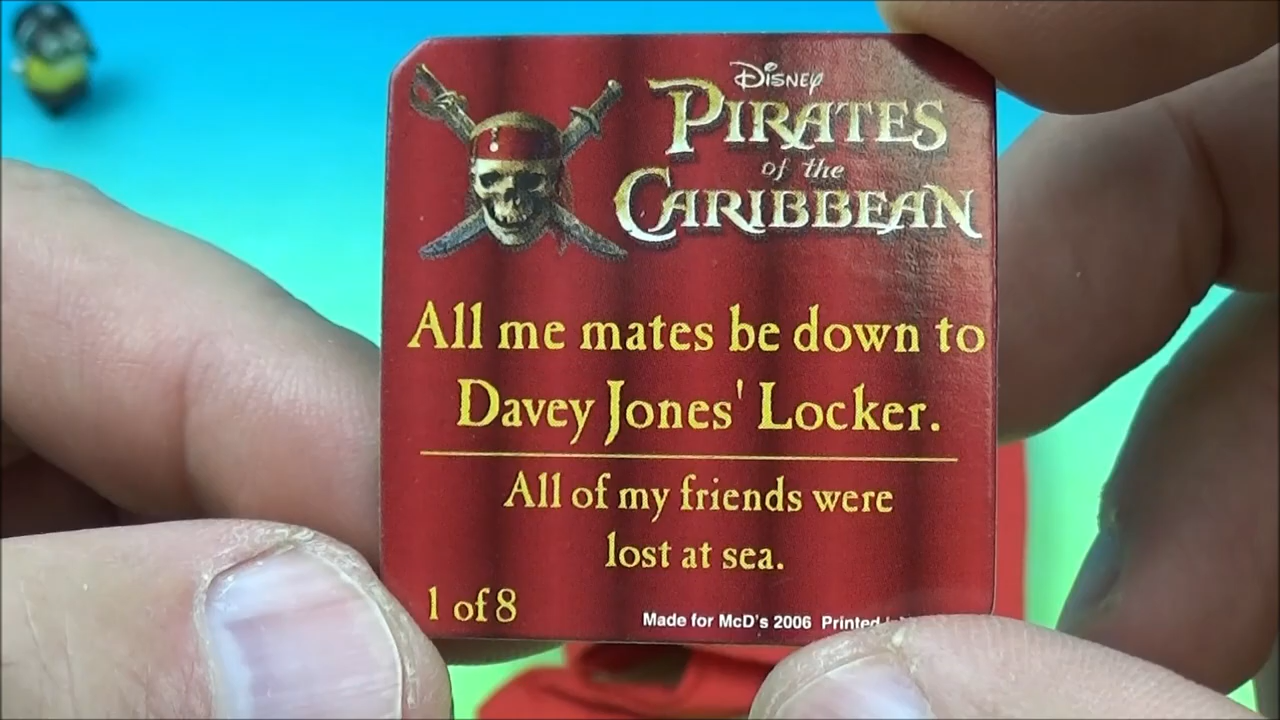 Disney
PIRATES
of the
CARIBBEAN
All me mates be down to
Davey Jones' Locker.
All of my friends were
lost at sea.
1 of 8
Made for McD's 2006 Printed